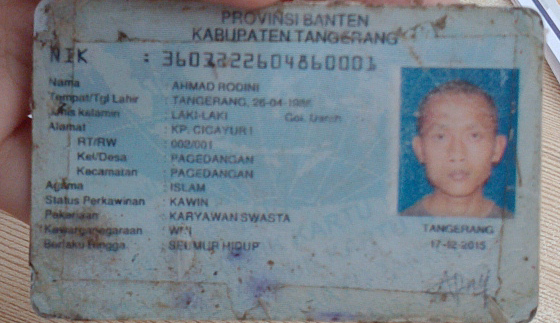 PROVINSI BANTEN
KABUPATEN TANGERANG
NIK : 3603222604860001
Nama : AHMAD RODINI
Tempat/Tgl Lahir : TANGERANG, 26-04-1986
Jenis kelamin : LAKI-LAKI Gol. Darah
Alamat : KP. CICAYUR I
RT/RW : 002/001
Kel/Desa : PAGEDANGAN
Kecamatan : PAGEDANGAN
Agama : ISLAM
Status Perkawinan : KAWIN
Pekerjaan : KARYAWAN SWASTA
Kewarganegaraan : WNI
Berlaku Hingga : SEUMUR HIDUP
TANGERANG
17-12-2015